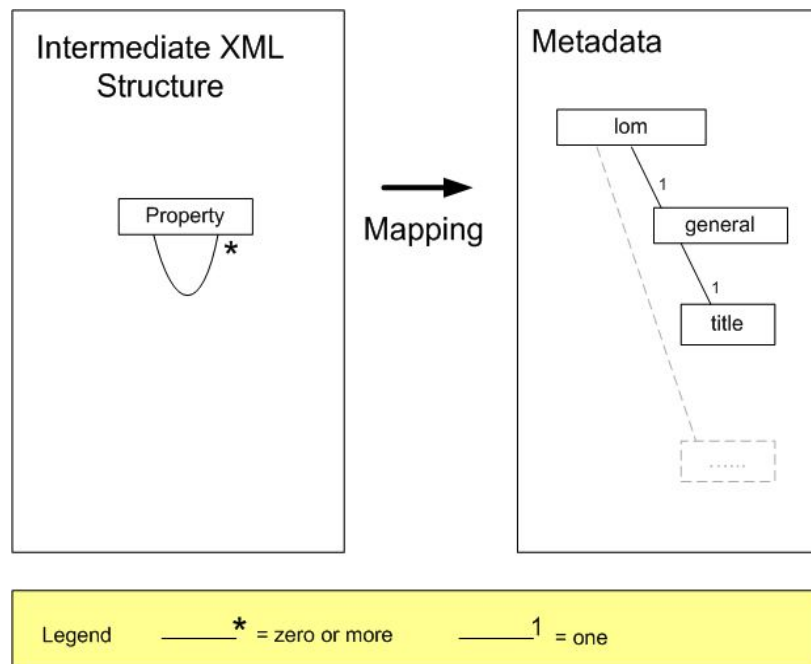 Intermediate XML
Structure
Property
*
Mapping
Metadata
lom
1
general
1
title
......
Legend * = zero or more 1 = one